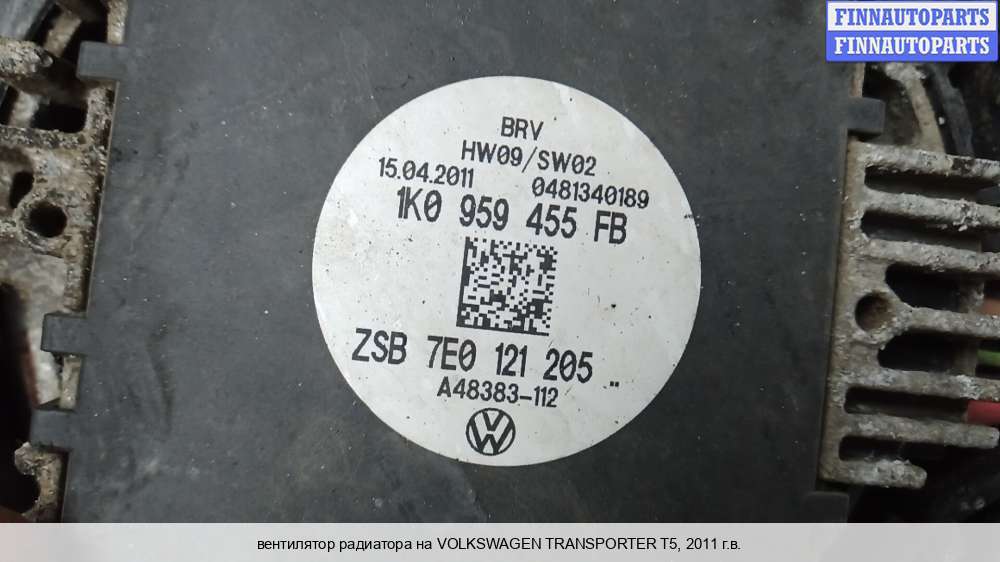 FINNAUTOPARTS
FINNAUTOPARTS
BRV
HW09/SW02
15.04.2011 0481340189
1K0 959 455 FB
ZSB 7E0 121 205 ..
A48383-112
вентилятор радиатора на VOLKSWAGEN TRANSPORTER T5, 2011 г.в.